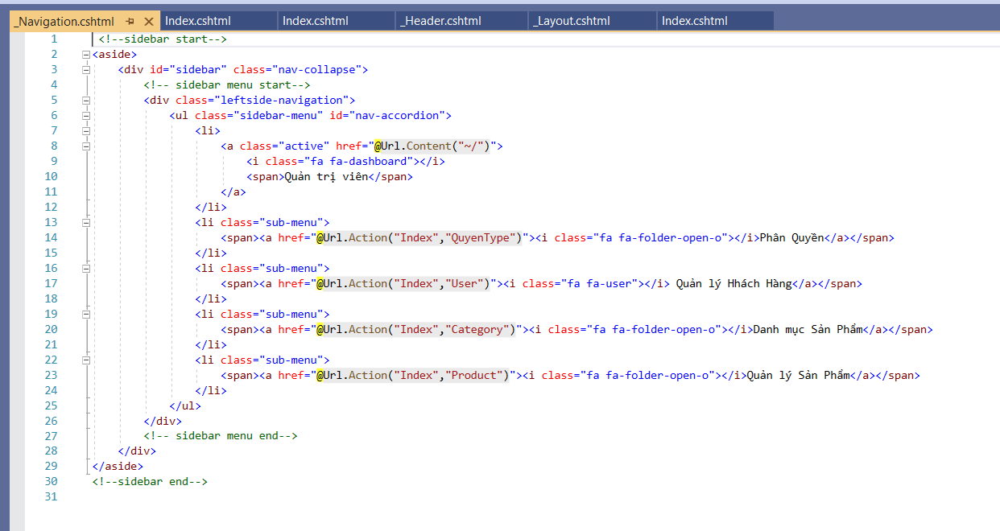 _Navigation.cshtml Index.cshtml Index.cshtml _Header.cshtml _Layout.cshtml Index.cshtml
1 <!--sidebar start-->
2 <aside>
3 <div id="sidebar" class="nav-collapse">
4 <!-- sidebar menu start-->
5 <div class="leftside-navigation">
6 <ul class="sidebar-menu" id="nav-accordion">
7 <li>
8 <a class="active" href="@Url.Content("~/")">
9 <i class="fa fa-dashboard"></i>
10 <span>Quản trị viên</span>
11 </a>
12 </li>
13 <li class="sub-menu">
14 <span><a href="@Url.Action("Index","QuyenType")"><i class="fa fa-folder-open-o"></i>Phân Quyền</a></span>
15 </li>
16 <li class="sub-menu">
17 <span><a href="@Url.Action("Index","User")"><i class="fa fa-user"></i> Quản lý Hhách Hàng</a></span>
18 </li>
19 <li class="sub-menu">
20 <span><a href="@Url.Action("Index","Category")"><i class="fa fa-folder-open-o"></i>Danh mục Sản Phẩm</a></span>
21 </li>
22 <li class="sub-menu">
23 <span><a href="@Url.Action("Index","Product")"><i class="fa fa-folder-open-o"></i>Quản lý Sản Phẩm</a></span>
24 </li>
25 </ul>
26 </div>
27 <!-- sidebar menu end-->
28 </div>
29 </aside>
30 <!--sidebar end-->
31